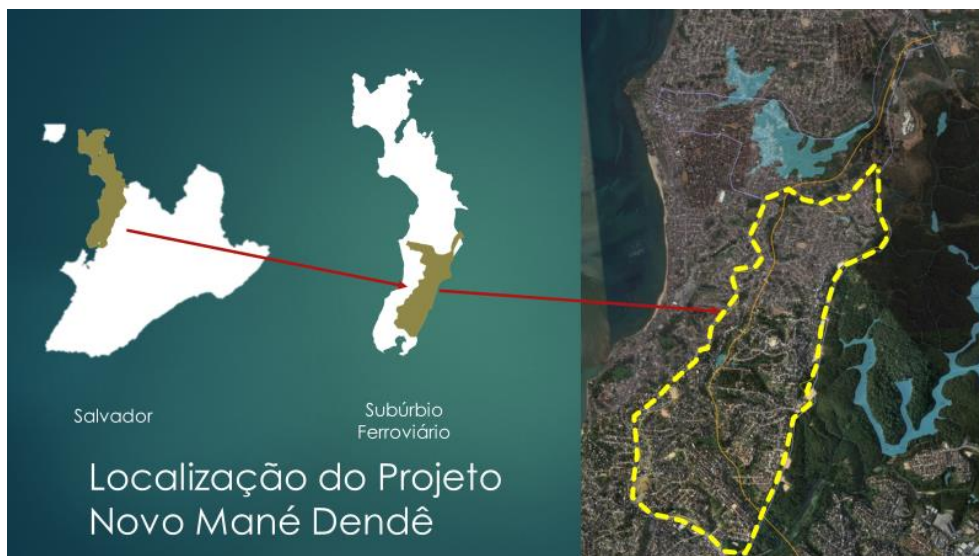 Salvador
Subúrbio
Ferroviário
Localização do Projeto
Novo Mané Dendê